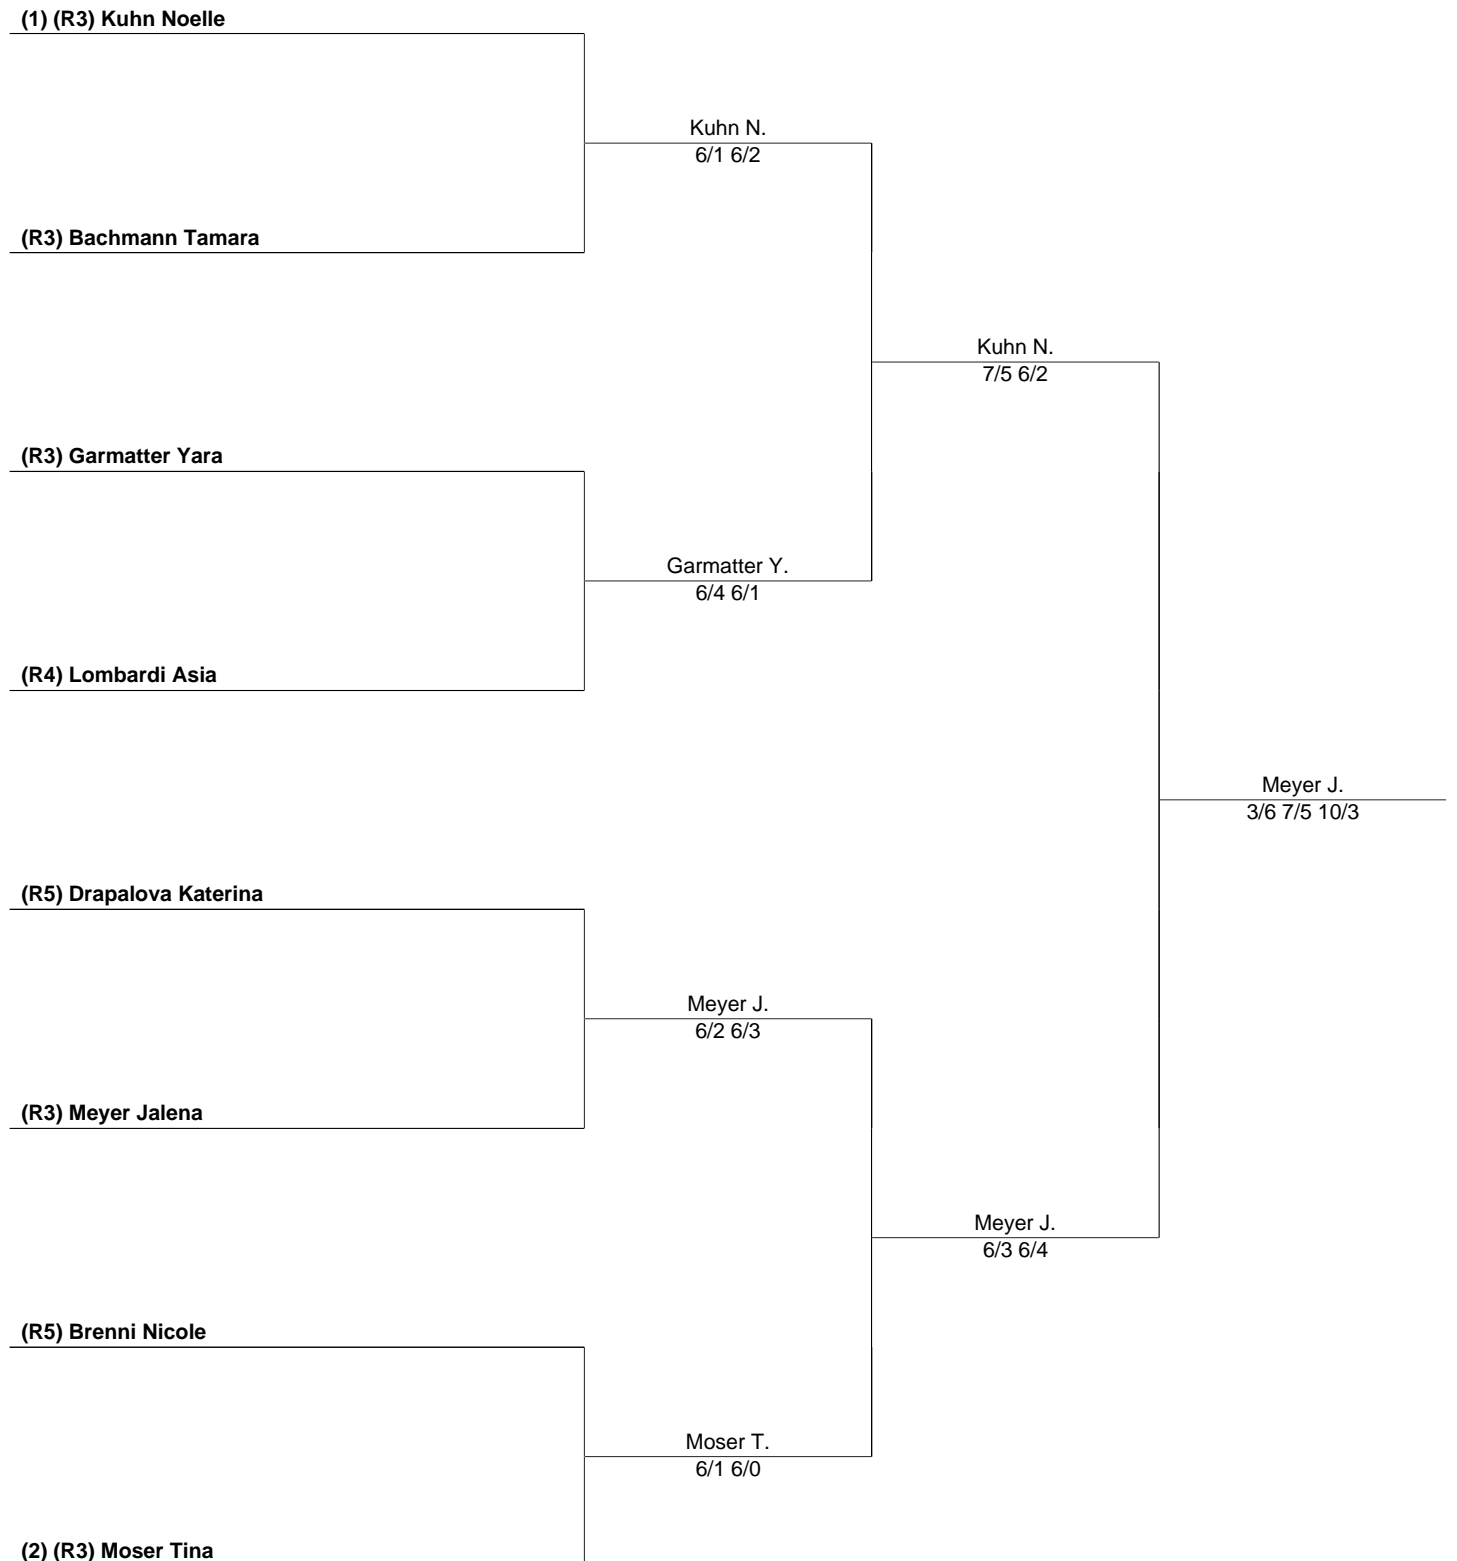 (1) (R3) Kuhn Noelle
Kuhn N.
6/1 6/2
(R3) Bachmann Tamara
Kuhn N.
7/5 6/2
(R3) Garmatter Yara
Garmatter Y.
6/4 6/1
(R4) Lombardi Asia
Meyer J.
3/6 7/5 10/3
(R5) Drapalova Katerina
Meyer J.
6/2 6/3
(R3) Meyer Jalena
Meyer J.
6/3 6/4
(R5) Brenni Nicole
Moser T.
6/1 6/0
(2) (R3) Moser Tina